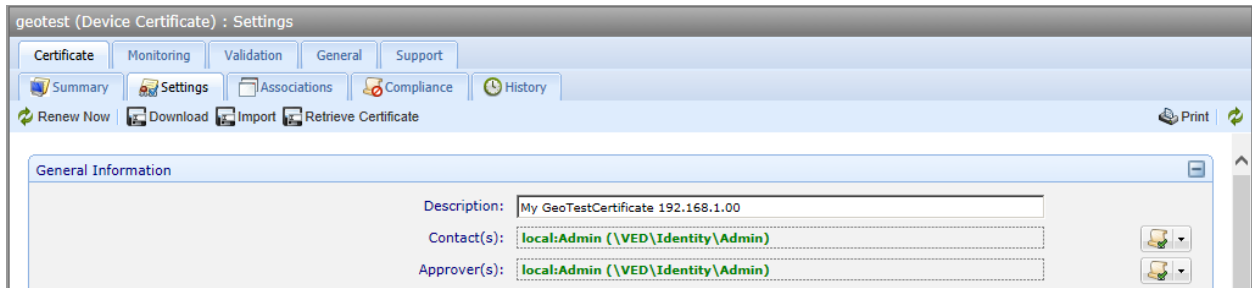 geotest (Device Certificate) : Settings
Certificate Monitoring Validation General Support
Summary Settings Associations Compliance History
Renew Now Download Import Retrieve Certificate Print
General Information
Description: My GeoTestCertificate 192.168.1.00
Contact(s): local:Admin (\VED\Identity\Admin)
Approver(s): local:Admin (\VED\Identity\Admin)